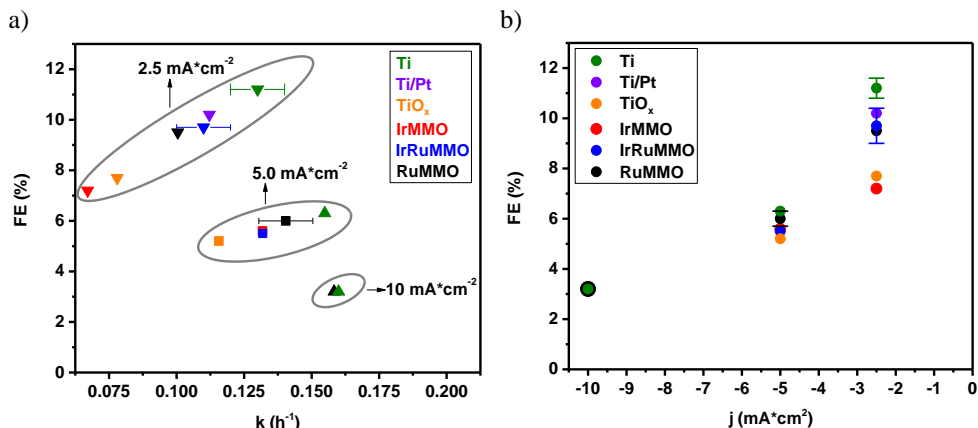 a)
12
10
8
6
4
2
0
FE (%)
2.5 mA*cm⁻²
5.0 mA*cm⁻²
10 mA*cm⁻²
Ti
Ti/Pt
TiOₓ
IrMMO
IrRuMMO
RuMMO
0.075 0.100 0.125 0.150 0.175 0.200
k (h⁻¹)
b)
12
10
8
6
4
2
0
FE (%)
Ti
Ti/Pt
TiOₓ
IrMMO
IrRuMMO
RuMMO
-10 -9 -8 -7 -6 -5 -4 -3 -2 -1 0
j (mA*cm²)